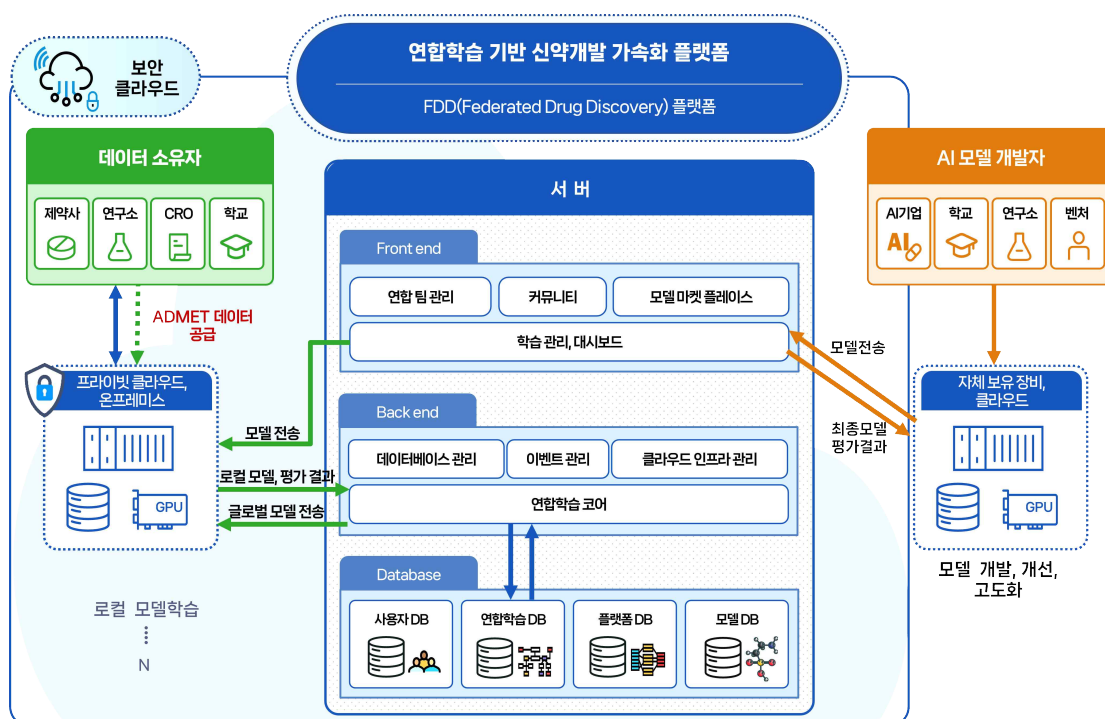 보안
클라우드
연합학습 기반 신약개발 가속화 플랫폼
FDD(Federated Drug Discovery) 플랫폼
데이터 소유자
제약사 연구소 CRO 학교
ADMET 데이터
공급
프라이빗 클라우드,
온프레미스
GPU
로컬 모델학습
N
서 버
Front end
연합 팀 관리 커뮤니티 모델 마켓 플레이스
학습 관리, 대시보드
모델 전송
Back end
데이터베이스 관리 이벤트 관리 클라우드 인프라 관리
로컬 모델, 평가 결과
연합학습 코어
글로벌 모델 전송
Database
사용자 DB 연합학습 DB 플랫폼 DB 모델 DB
AI 모델 개발자
AI기업 학교 연구소 벤처
AI
모델전송
최종모델
평가결과
자체 보유 장비,
클라우드
GPU
모델 개발, 개선,
고도화